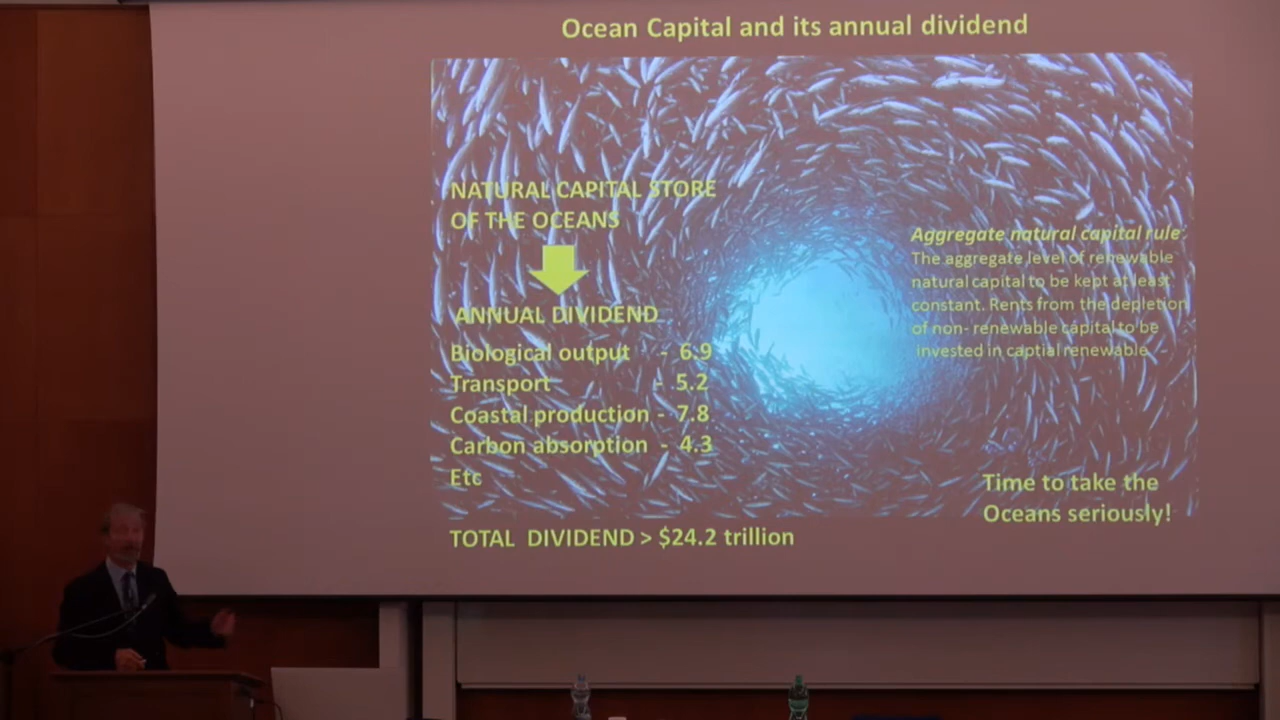 Ocean Capital and its annual dividend
NATURAL CAPITAL STORE
OF THE OCEANS
ANNUAL DIVIDEND
Biological output - 6.9
Transport - 5.2
Coastal production - 7.8
Carbon absorption - 4.3
Etc
TOTAL DIVIDEND > $24.2 trillion
Aggregate natural capital rule:
The aggregate level of renewable
natural capital to be kept at least
constant. Rents from the depletion
of non- renewable capital to be
invested in captial renewable
Time to take the
Oceans seriously!